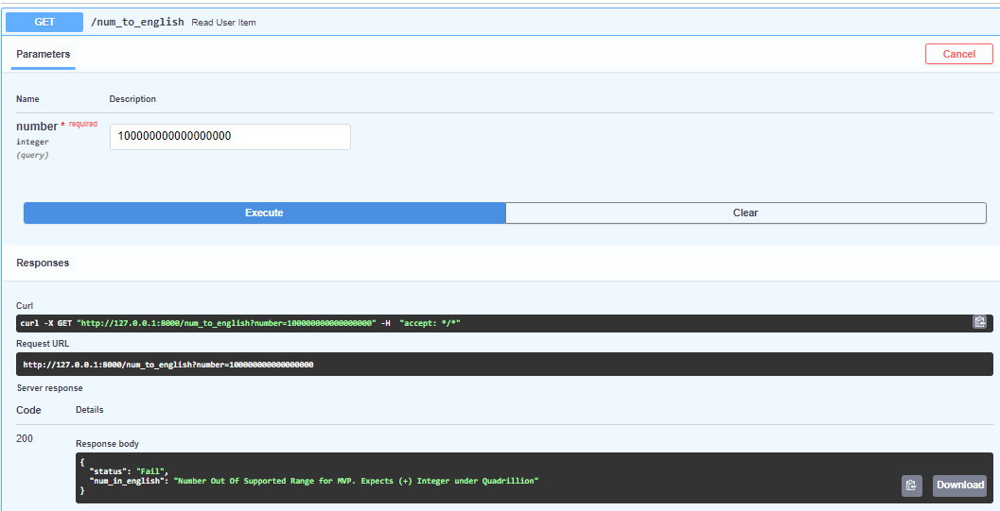 GET /num_to_english Read User Item
Parameters
Cancel
Name Description
number * required
integer
(query)
100000000000000000
Execute
Clear
Responses
Curl
curl -X GET "http://127.0.0.1:8000/num_to_english?number=100000000000000000" -H  "accept: */*"
Request URL
http://127.0.0.1:8000/num_to_english?number=100000000000000000
Server response
Code Details
200
Response body
{
  "status": "Fail",
  "num_in_english": "Number Out Of Supported Range for MVP. Expects (+) Integer under Quadrillion"
}
Download